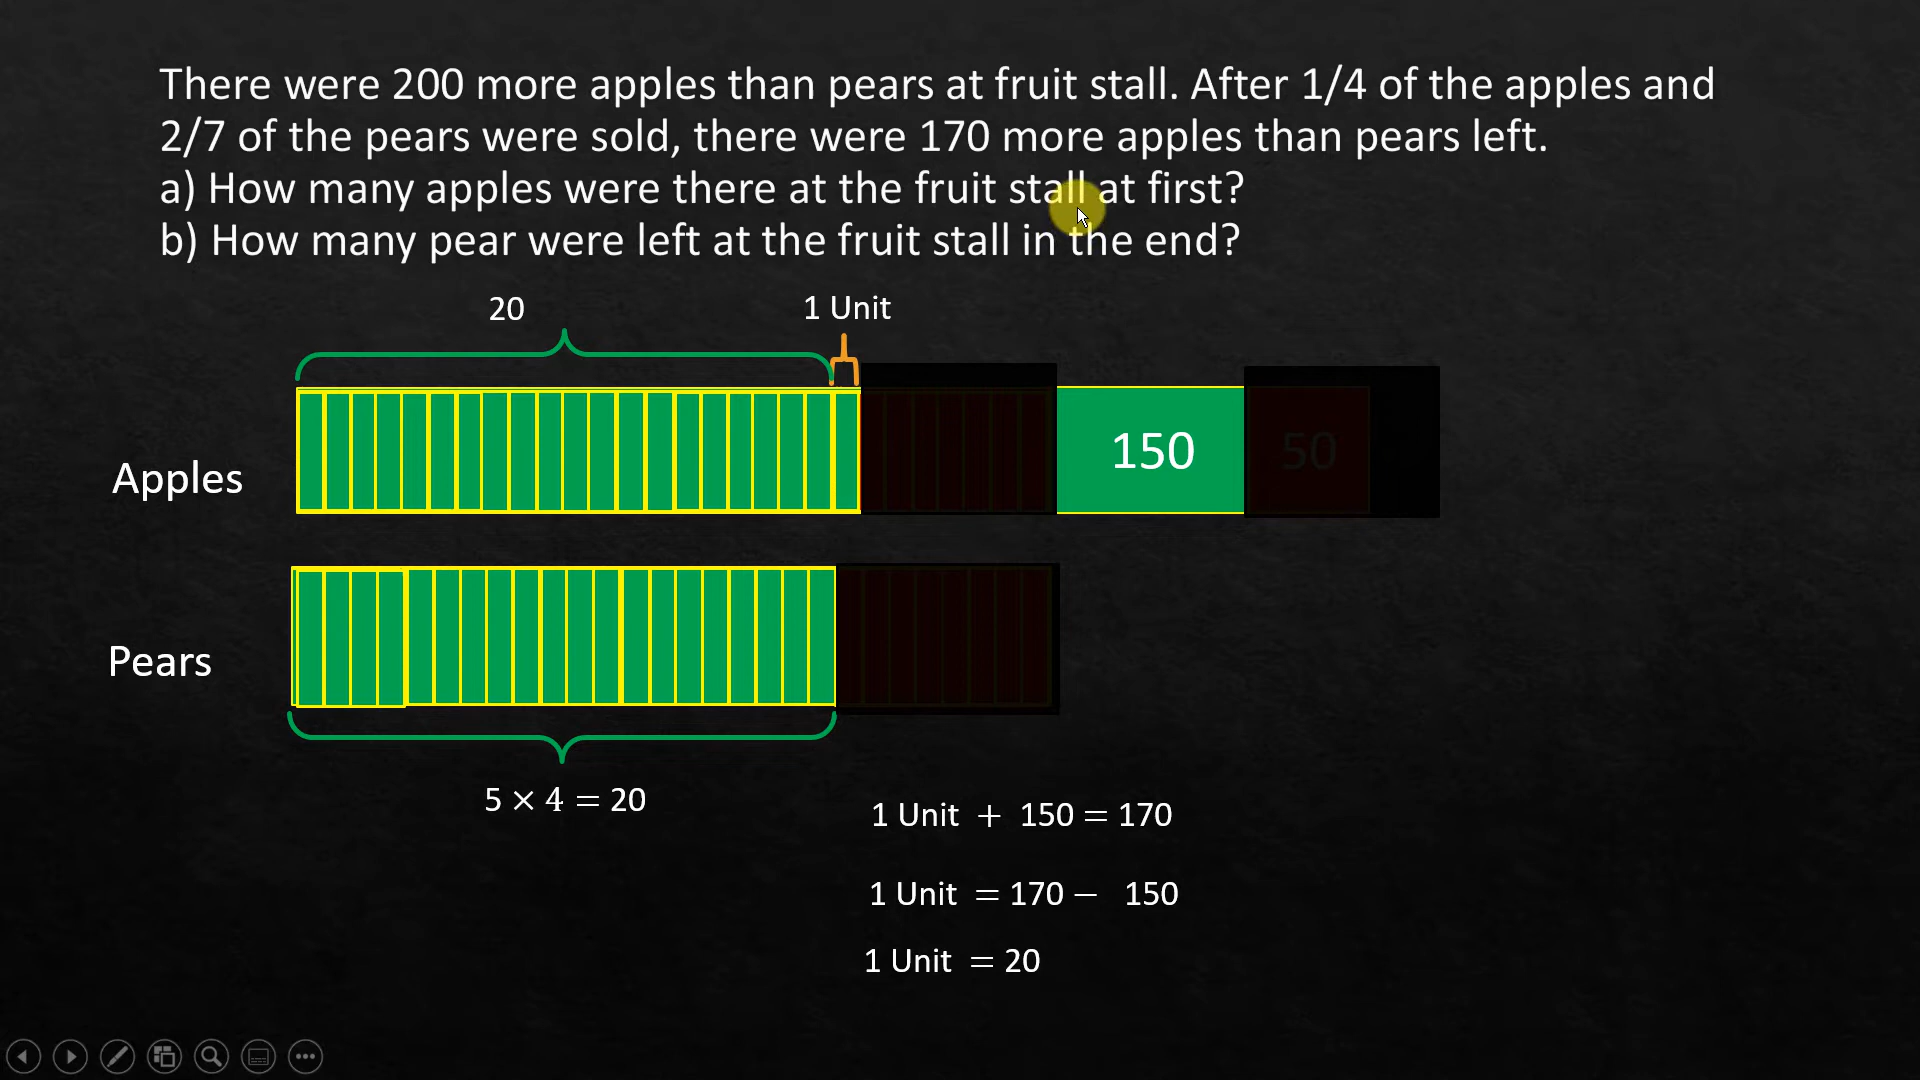 There were 200 more apples than pears at fruit stall. After 1/4 of the apples and
2/7 of the pears were sold, there were 170 more apples than pears left.
a) How many apples were there at the fruit stall at first?
b) How many pear were left at the fruit stall in the end?
20
1 Unit
Apples
150
50
Pears
5 × 4 = 20
1 Unit + 150 = 170
1 Unit = 170 − 150
1 Unit = 20